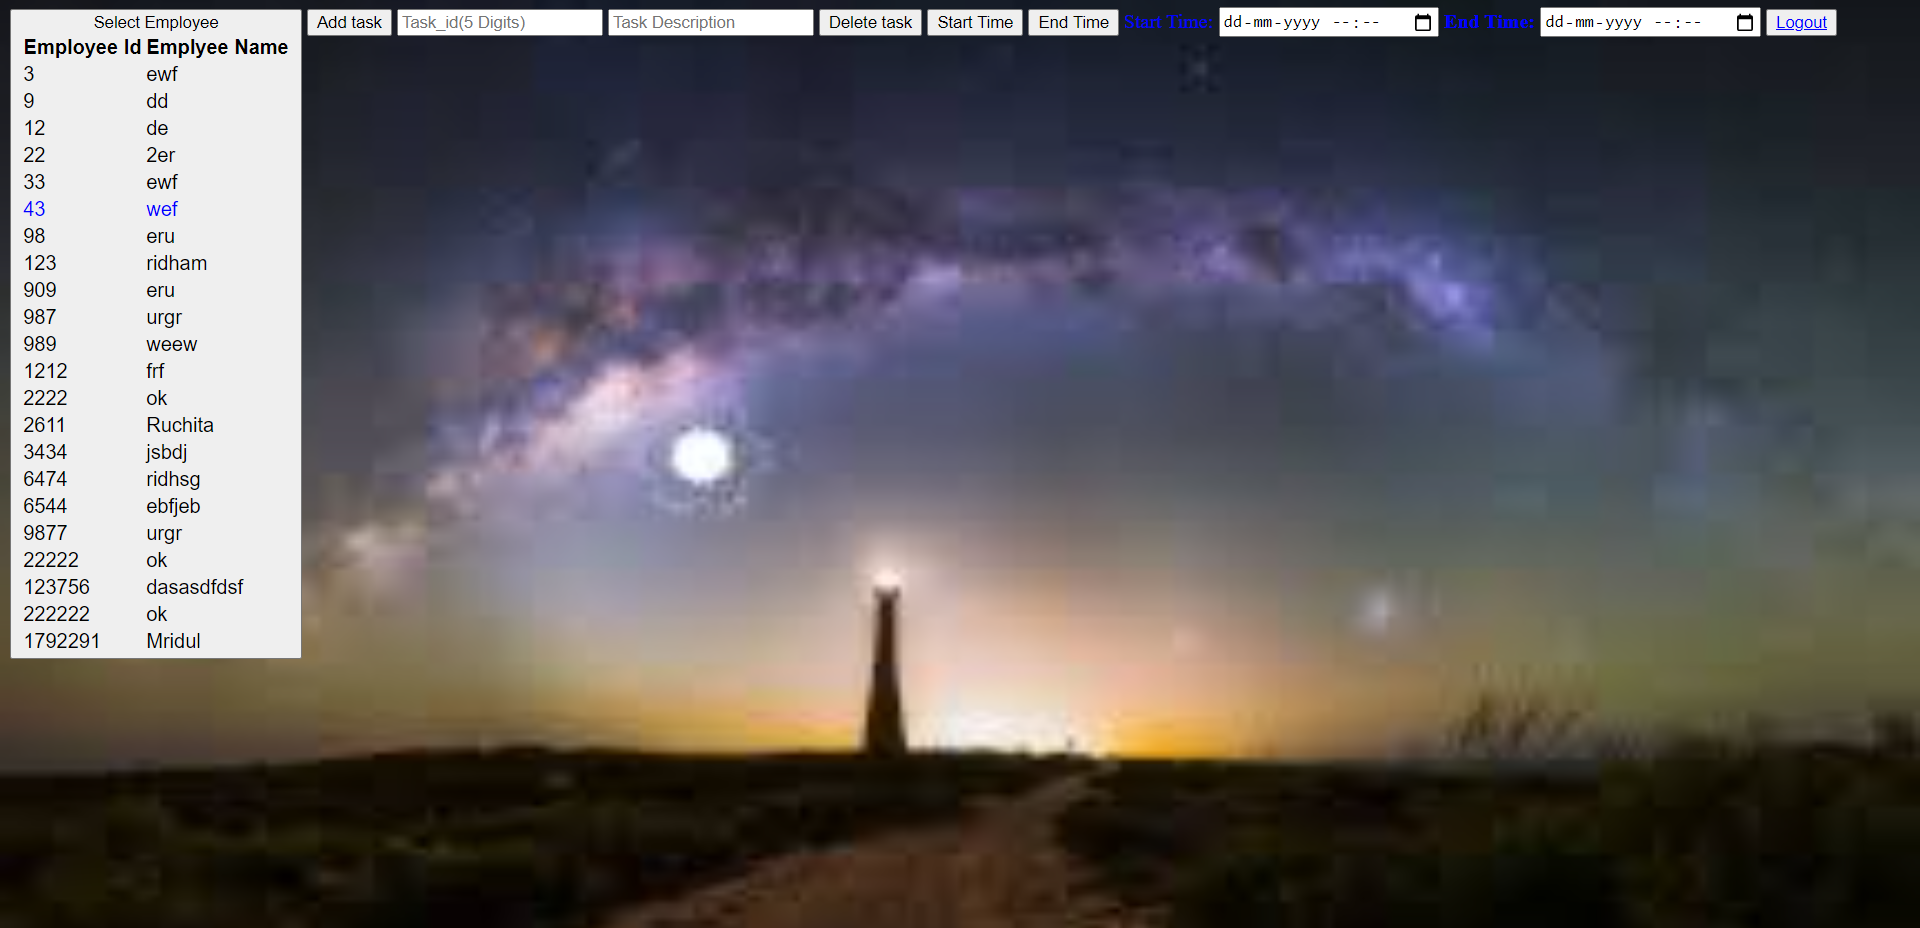 Select Employee Add task Task_id(5 Digits) Task Description Delete task Start Time End Time Start Time: dd-mm-yyyy --:-- End Time: dd-mm-yyyy --:-- Logout
Employee Id Emplyee Name
3 ewf
9 dd
12 de
22 2er
33 ewf
43 wef
98 eru
123 ridham
909 eru
987 urgr
989 weew
1212 frf
2222 ok
2611 Ruchita
3434 jsbdj
6474 ridhsg
6544 ebfjeb
9877 urgr
22222 ok
123756 dasasdfdsf
222222 ok
1792291 Mridul